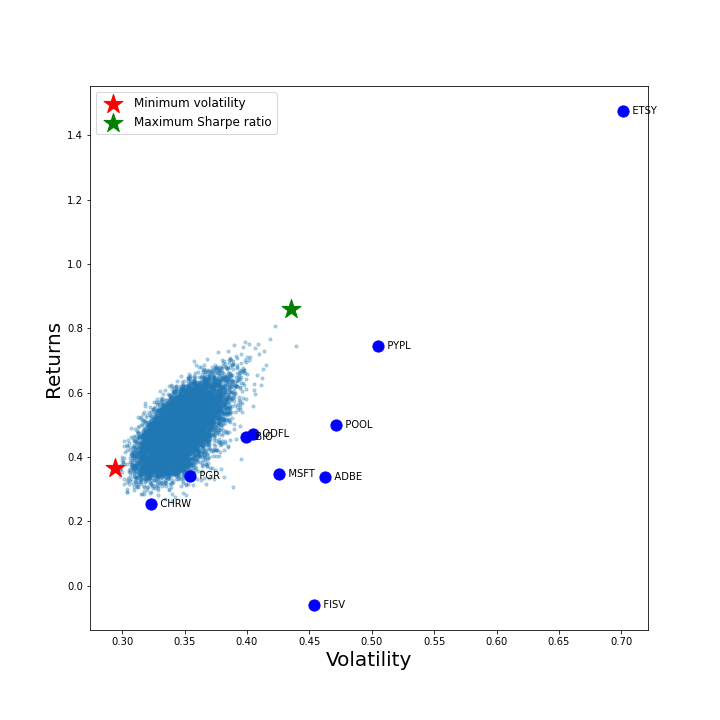 Minimum volatility
Maximum Sharpe ratio
ETSY
PYPL
POOL
ODFL
BIO
MSFT
ADBE
PGR
CHRW
FISV
Returns
1.4
1.2
1.0
0.8
0.6
0.4
0.2
0.0
0.30 0.35 0.40 0.45 0.50 0.55 0.60 0.65 0.70
Volatility